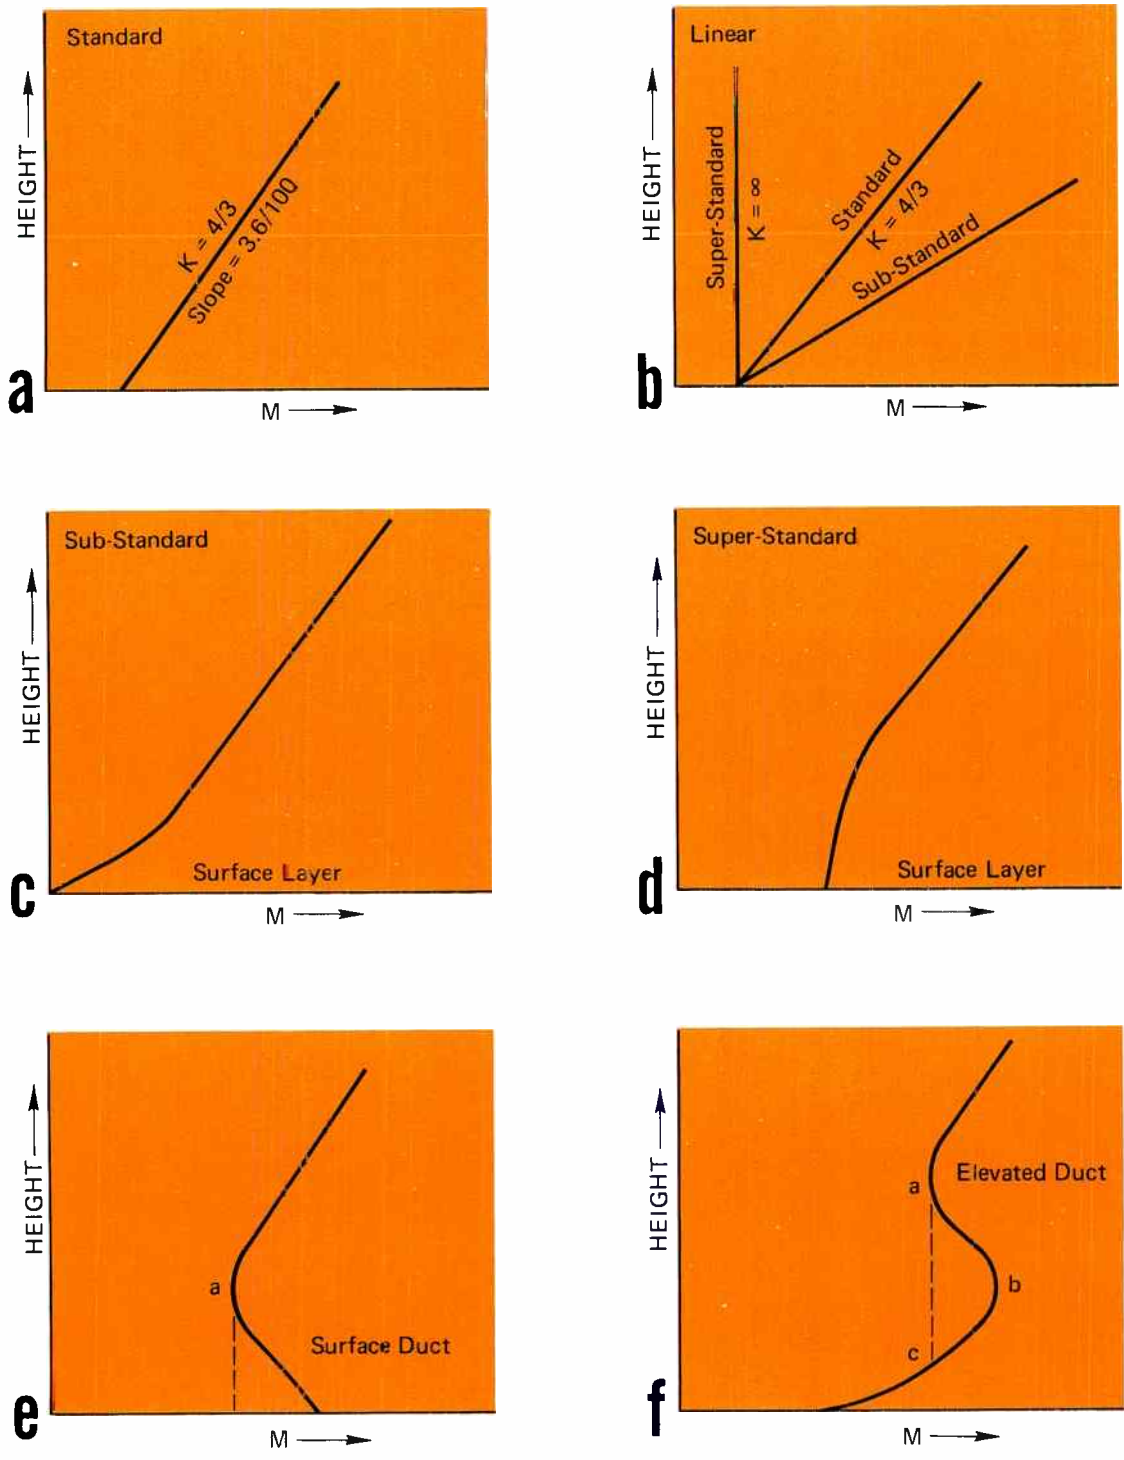 Standard
HEIGHT
K = 4/3
Slope = 3.6/100
a
M
Linear
HEIGHT
Super-Standard
K = ∞
Standard
K = 4/3
Sub-Standard
b
M
Sub-Standard
HEIGHT
Surface Layer
c
M
Super-Standard
HEIGHT
Surface Layer
d
M
HEIGHT
a
Surface Duct
e
M
HEIGHT
a
Elevated Duct
b
c
f
M